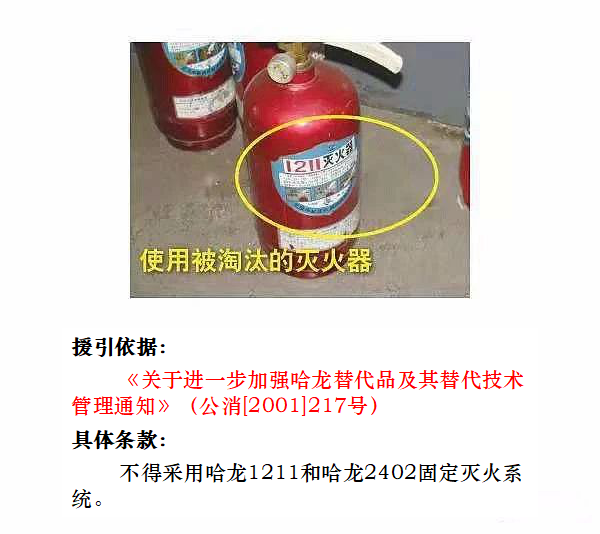 1211灭火器
使用被淘汰的灭火器
援引依据：
《关于进一步加强哈龙替代品及其替代技术
管理通知》（公消[2001]217号）
具体条款：
不得采用哈龙1211和哈龙2402固定灭火系
统。